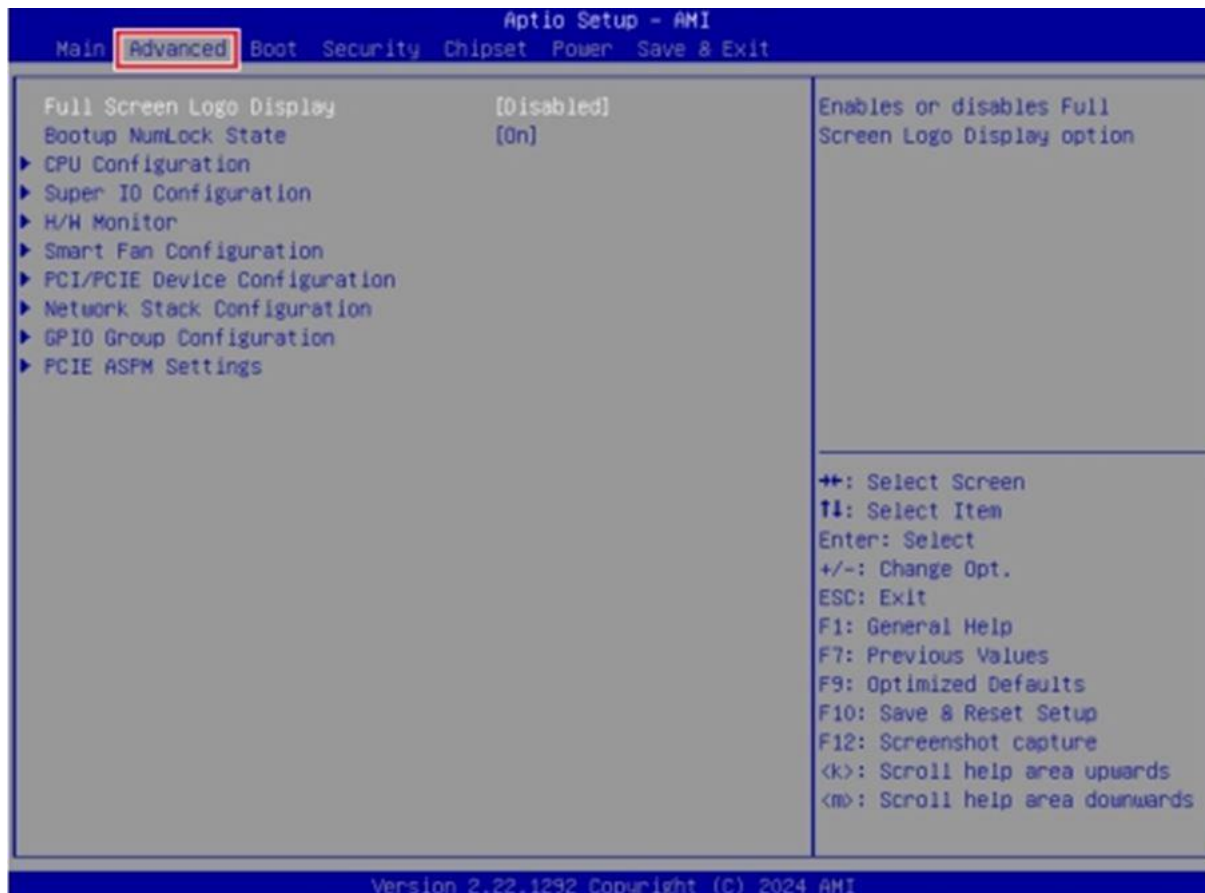 Aptio Setup - AMI
Main Advanced Boot Security Chipset Power Save & Exit
Full Screen Logo Display [Disabled]
Bootup NumLock State [On]
▶ CPU Configuration
▶ Super IO Configuration
▶ H/W Monitor
▶ Smart Fan Configuration
▶ PCI/PCIE Device Configuration
▶ Network Stack Configuration
▶ GPIO Group Configuration
▶ PCIE ASPM Settings
Enables or disables Full
Screen Logo Display option
→←: Select Screen
↑↓: Select Item
Enter: Select
+/-: Change Opt.
ESC: Exit
F1: General Help
F7: Previous Values
F9: Optimized Defaults
F10: Save & Reset Setup
F12: Screenshot capture
<k>: Scroll help area upwards
<m>: Scroll help area downwards
Version 2.22.1292 Copyright (C) 2024 AMI